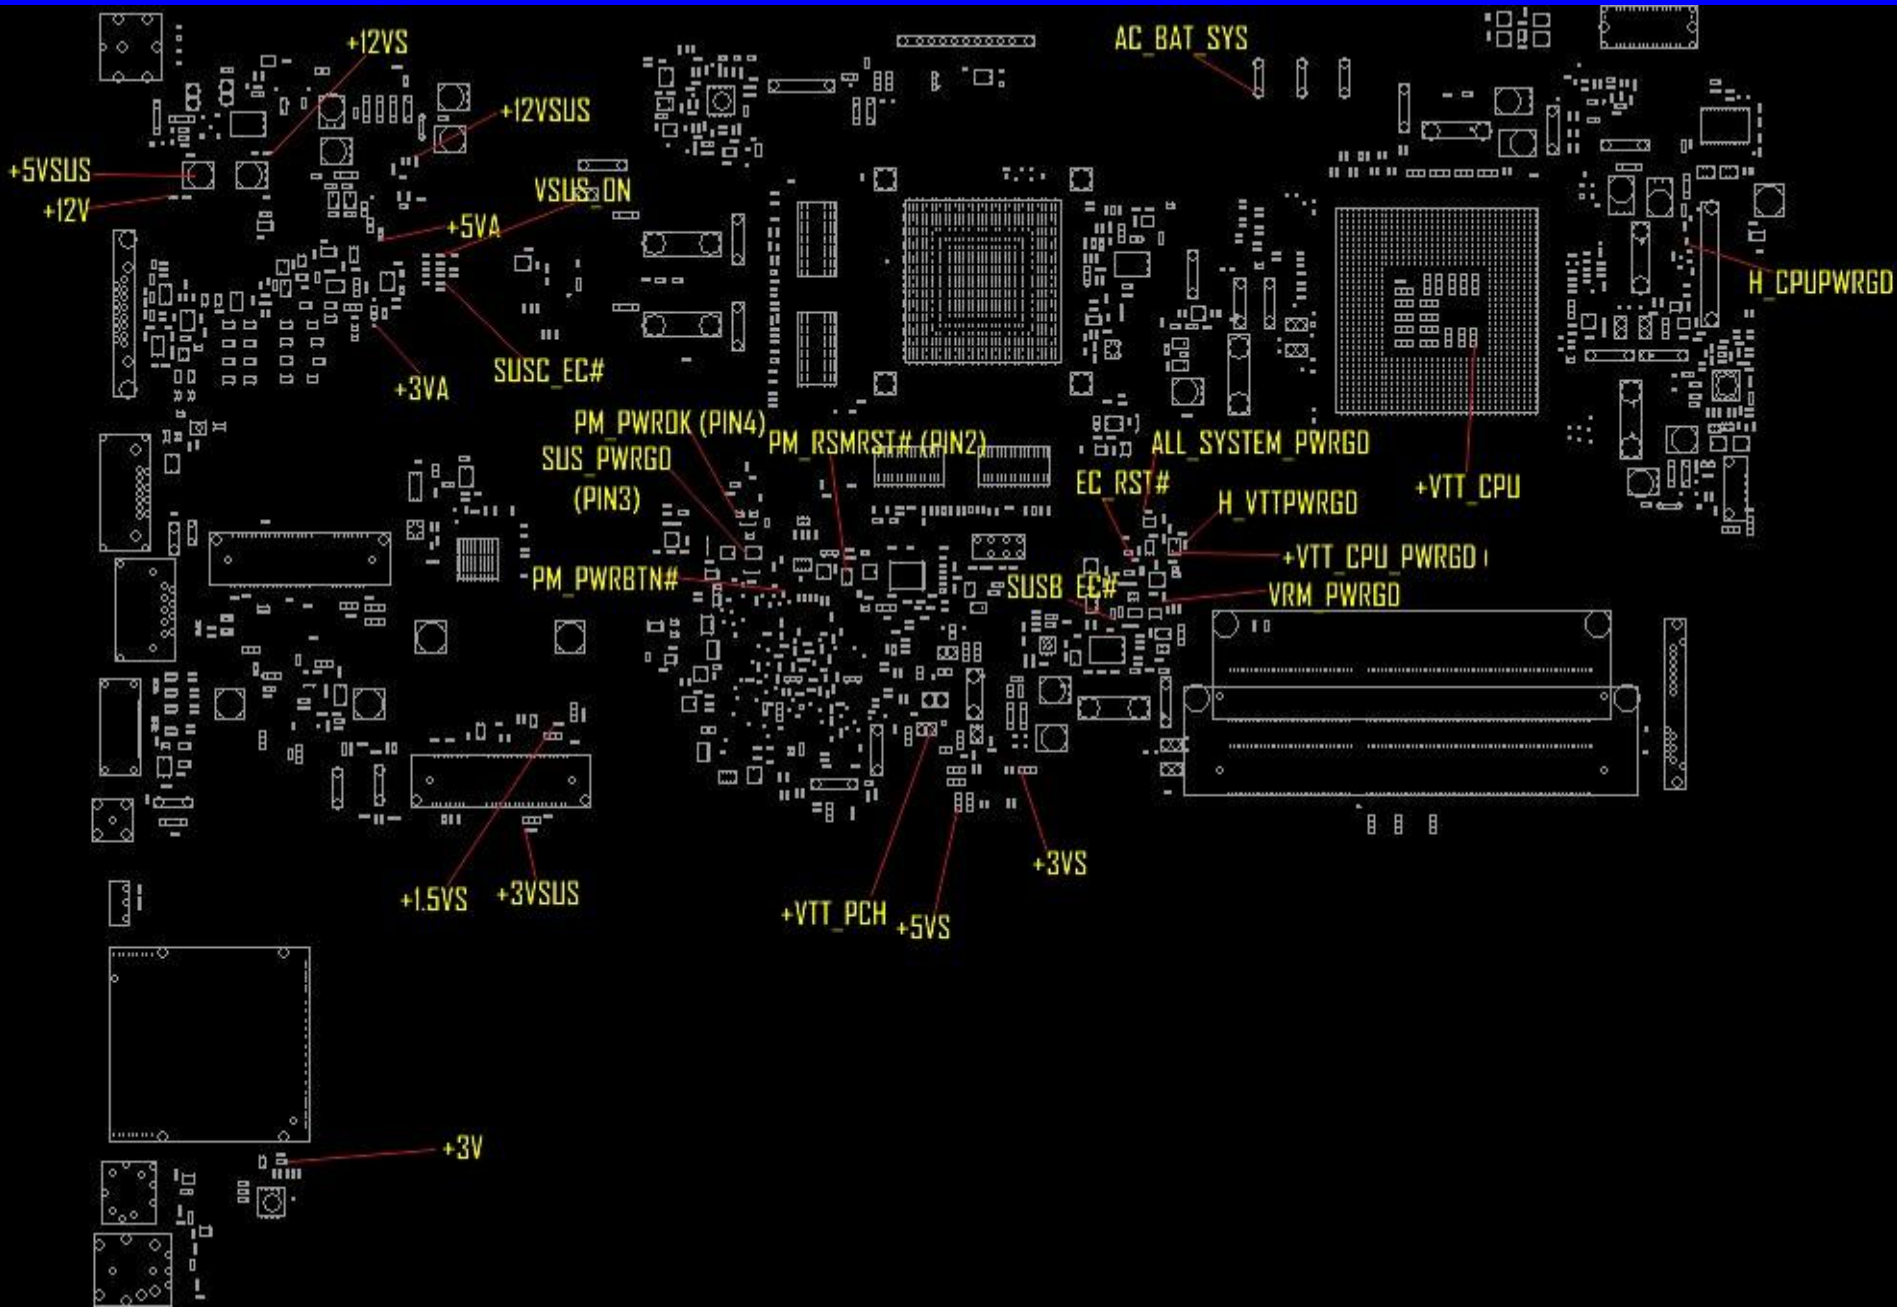 AC_BAT_SYS
+12VS
+12VSUS
+5VSUS
VSUS_ON
+12V
+5VA
H_CPUPWRGD
SUSC_EC#
+3VA
PM_PWROK (PIN4)
PM_RSMRST# (PIN2)
ALL_SYSTEM_PWRGD
SUS_PWRGD
(PIN3)
EC_RST#
+VTT_CPU
H_VTTPWRGD
+VTT_CPU_PWRGD
PM_PWRBTN#
SUSB_EC#
VRM_PWRGD
+3VS
+1.5VS
+3VSUS
+VTT_PCH
+5VS
+3V